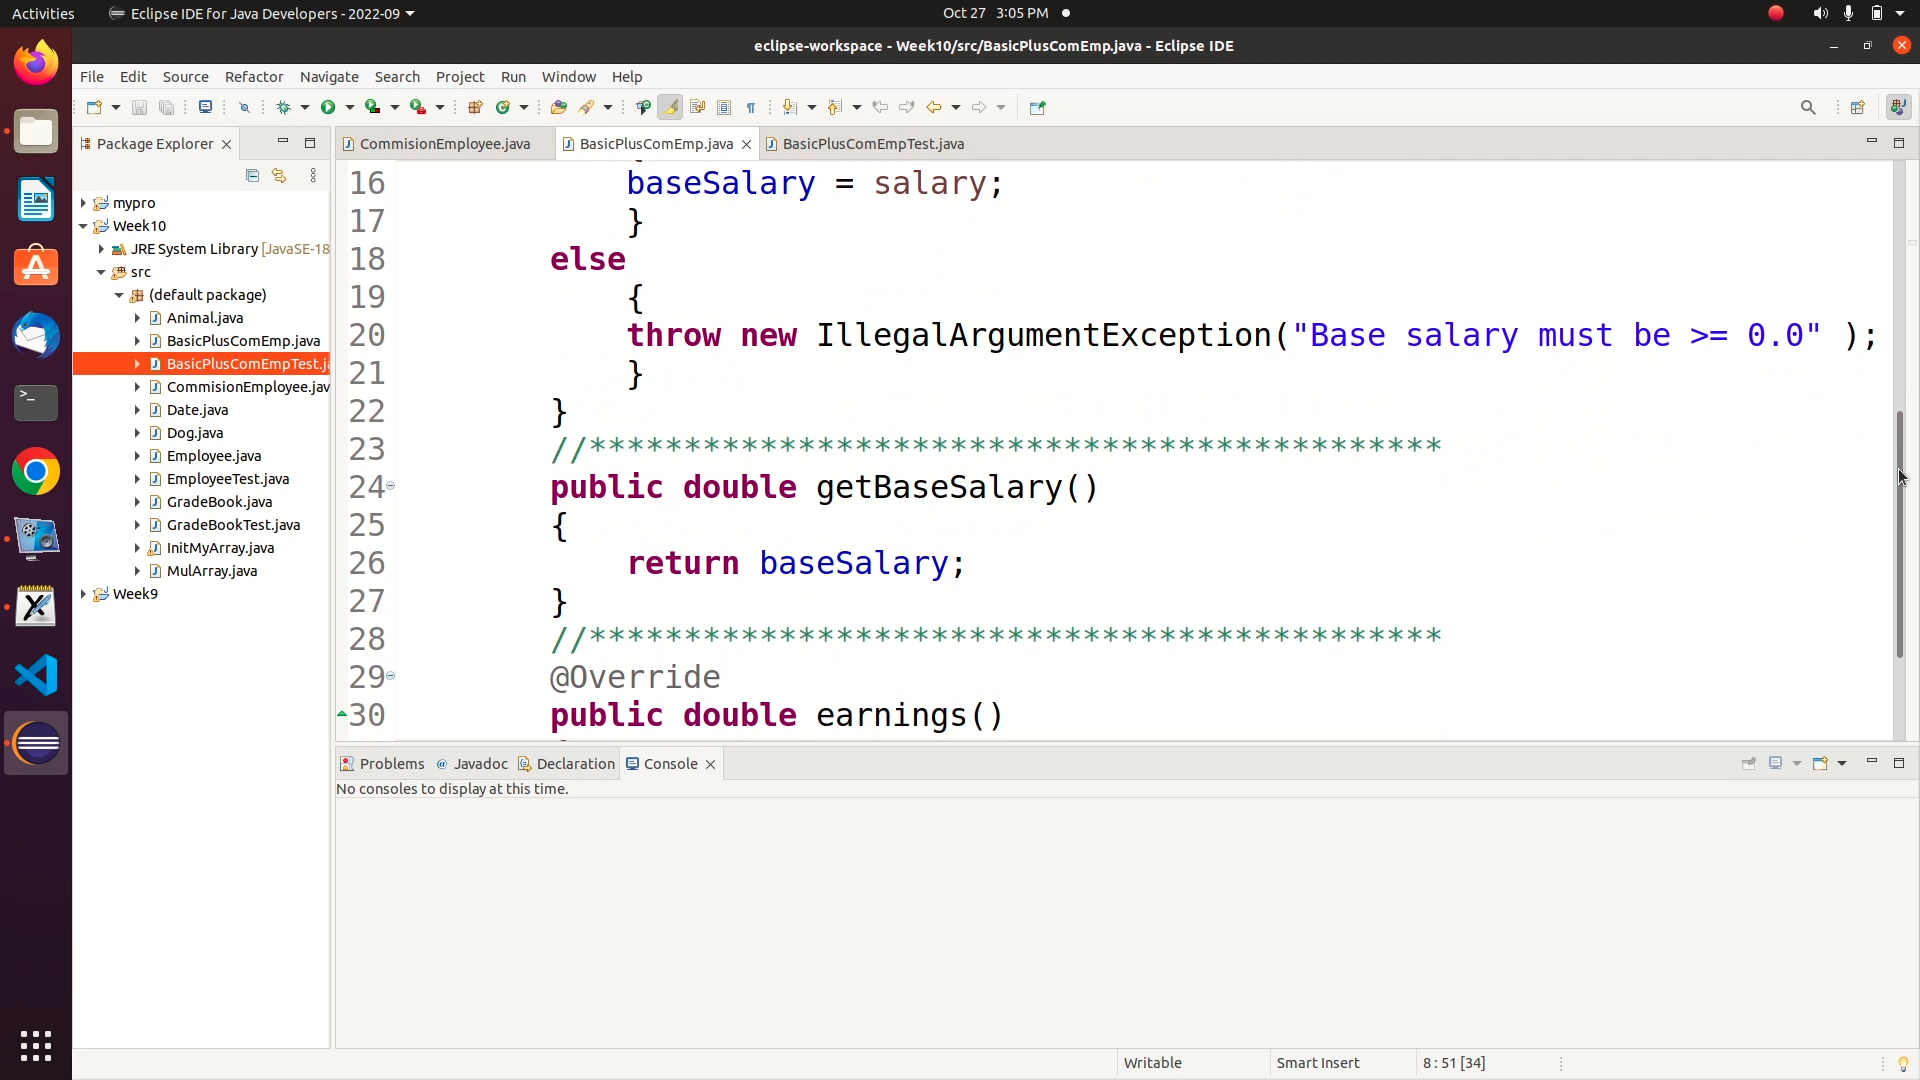 Activities
Eclipse IDE for Java Developers - 2022-09
Oct 27 3:05 PM
eclipse-workspace - Week10/src/BasicPlusComEmp.java - Eclipse IDE
File Edit Source Refactor Navigate Search Project Run Window Help
Package Explorer
CommisionEmployee.java
BasicPlusComEmp.java
BasicPlusComEmpTest.java
mypro
Week10
JRE System Library [JavaSE-18
src
(default package)
Animal.java
BasicPlusComEmp.java
BasicPlusComEmpTest.ja
CommisionEmployee.jav
Date.java
Dog.java
Employee.java
EmployeeTest.java
GradeBook.java
GradeBookTest.java
InitMyArray.java
MulArray.java
Week9
16 baseSalary = salary;
17 }
18 else
19 {
20 throw new IllegalArgumentException("Base salary must be >= 0.0" );
21 }
22 }
23 //*********************************************
24 public double getBaseSalary()
25 {
26 return baseSalary;
27 }
28 //*********************************************
29 @Override
30 public double earnings()
Problems @ Javadoc Declaration Console
No consoles to display at this time.
Writable
Smart Insert
8 : 51 [34]